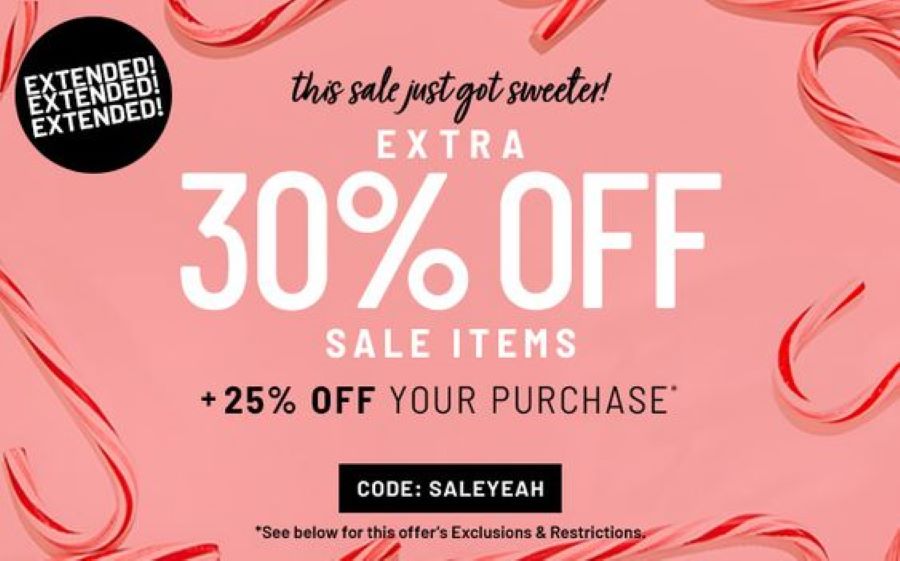 EXTENDED!
EXTENDED!
EXTENDED!
this sale just got sweeter!
EXTRA
30% OFF
SALE ITEMS
+25% OFF YOUR PURCHASE*
CODE: SALEYEAH
*See below for this offer's Exclusions & Restrictions.